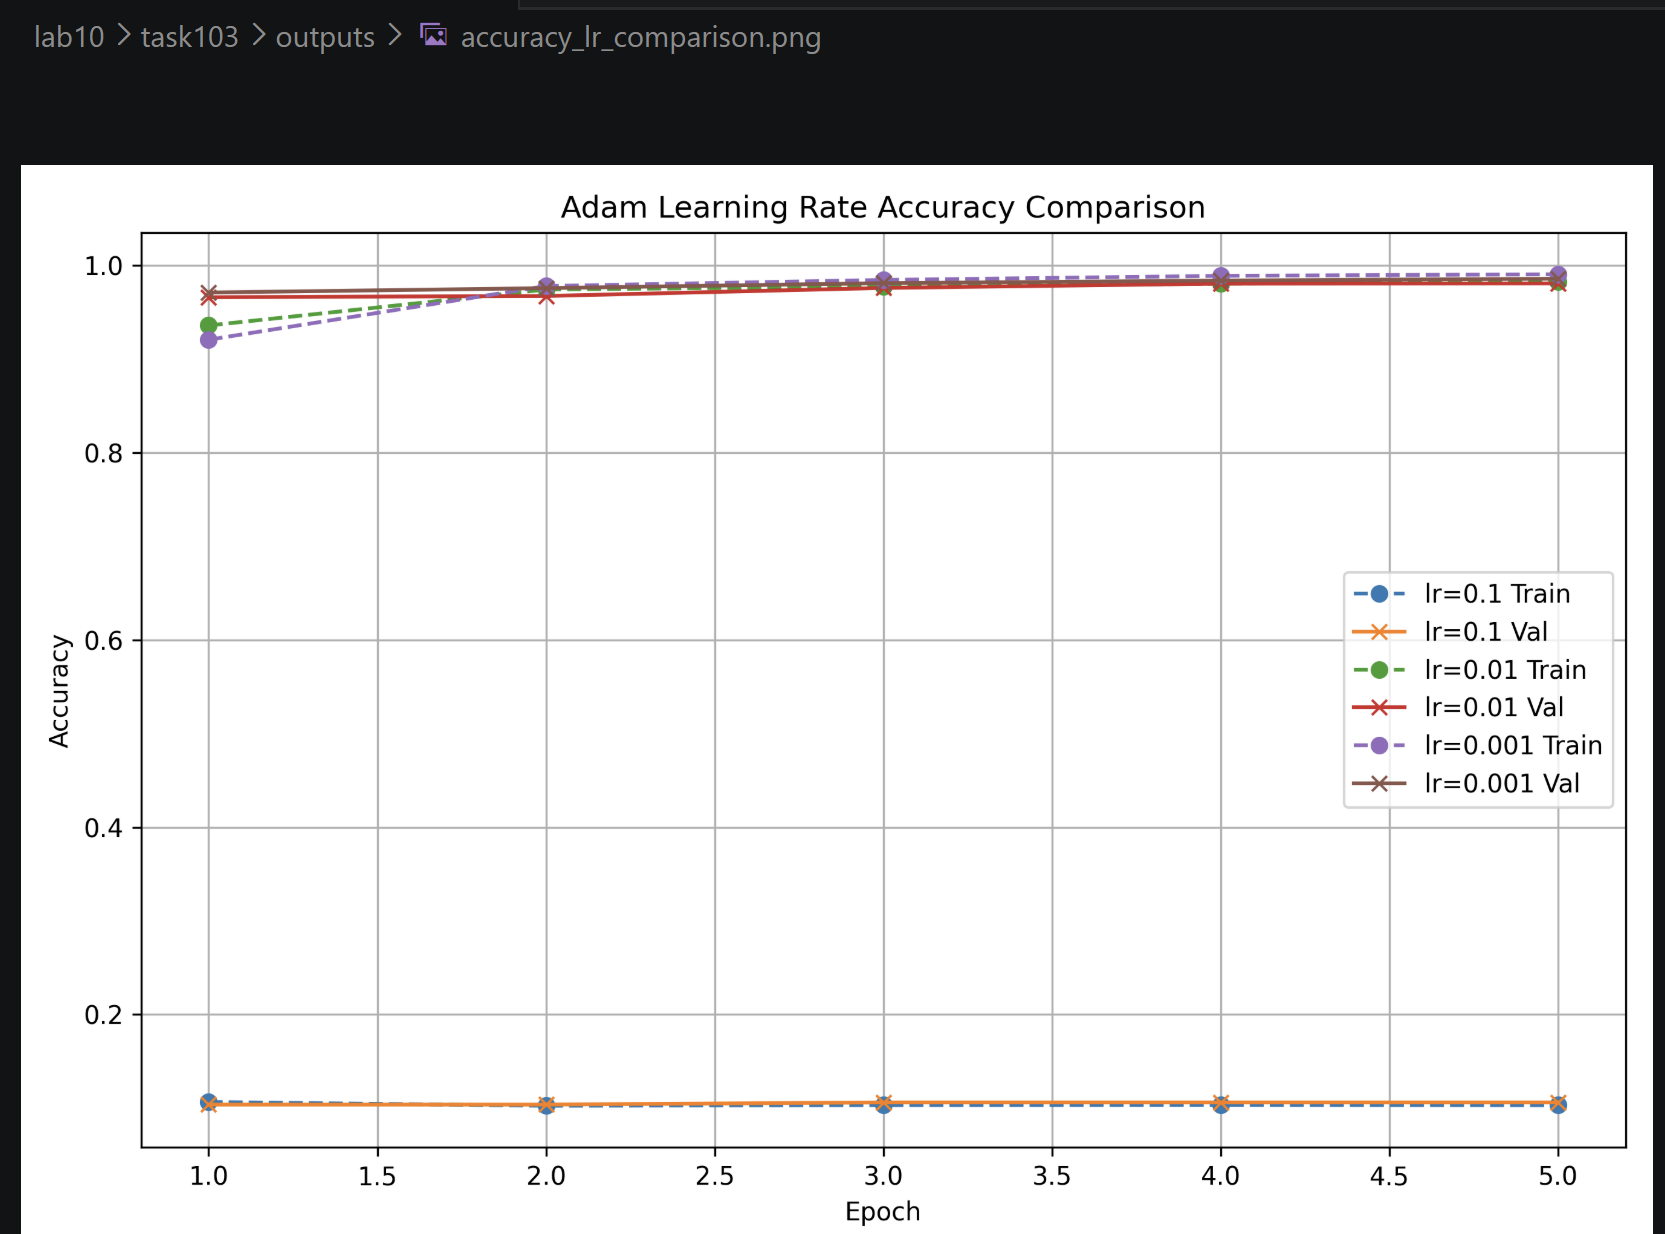 lab10 > task103 > outputs > accuracy_lr_comparison.png
Adam Learning Rate Accuracy Comparison
1.0
0.8
0.6
0.4
0.2
Accuracy
lr=0.1 Train
lr=0.1 Val
lr=0.01 Train
lr=0.01 Val
lr=0.001 Train
lr=0.001 Val
1.0 1.5 2.0 2.5 3.0 3.5 4.0 4.5 5.0
Epoch